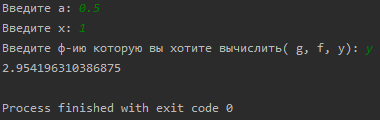 Введите а: 0.5
Введите х: 1
Введите ф-ию которую вы хотите вычислить( g, f, y): y
2.954196310386875
Process finished with exit code 0